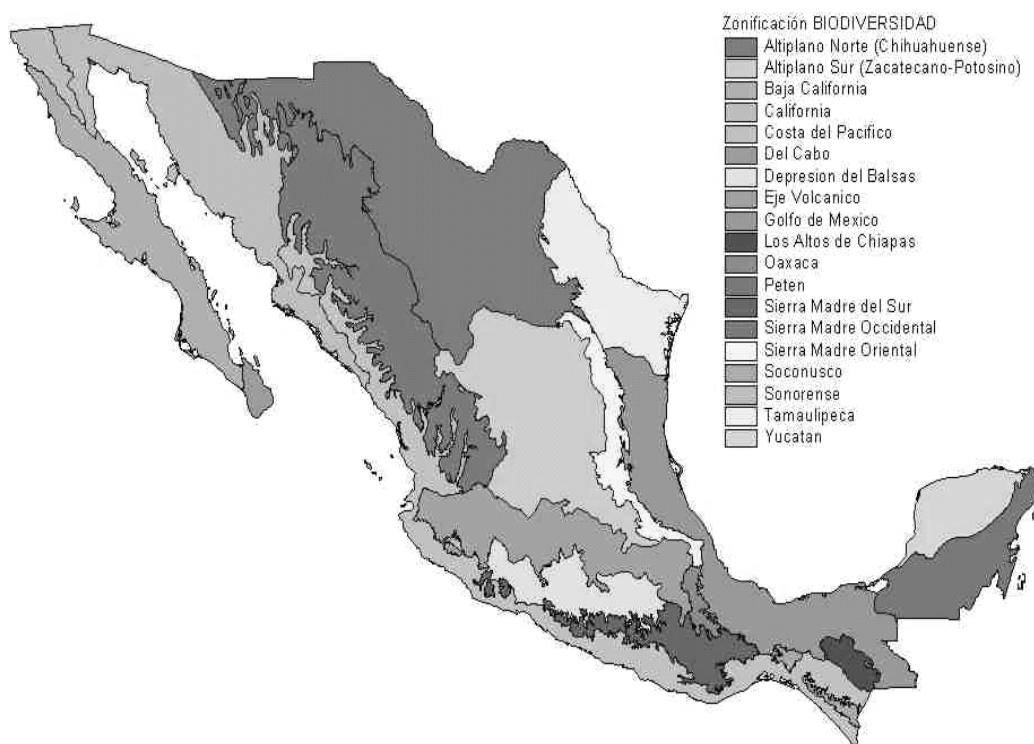 Zonificación BIODIVERSIDAD
Altiplano Norte (Chihuahuense)
Altiplano Sur (Zacatecano-Potosino)
Baja California
California
Costa del Pacifico
Del Cabo
Depresion del Balsas
Eje Volcanico
Golfo de Mexico
Los Altos de Chiapas
Oaxaca
Peten
Sierra Madre del Sur
Sierra Madre Occidental
Sierra Madre Oriental
Soconusco
Sonorense
Tamaulipeca
Yucatan